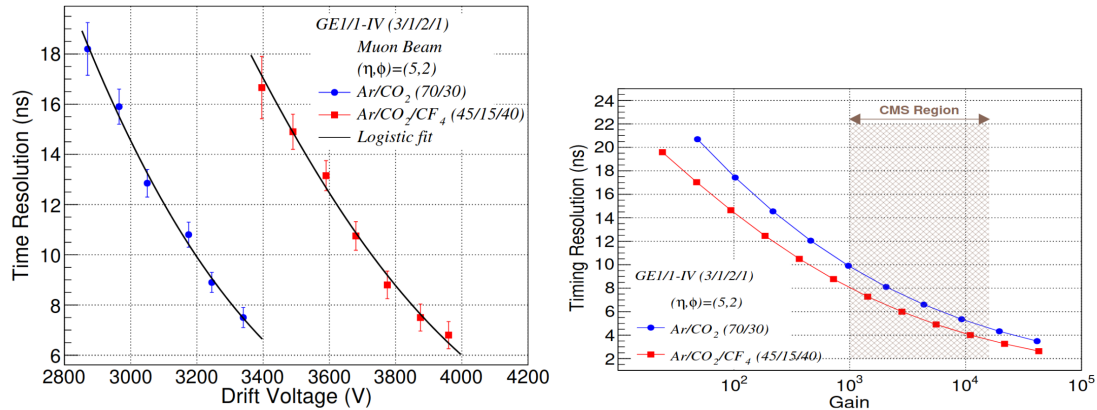 Time Resolution (ns)
18
16
14
12
10
8
6
2800 3000 3200 3400 3600 3800 4000 4200
Drift Voltage (V)
GE1/1-IV (3/1/2/1)
Muon Beam
(η,ϕ)=(5,2)
Ar/CO2 (70/30)
Ar/CO2/CF4 (45/15/40)
Logistic fit
Timing Resolution (ns)
24
22
20
18
16
14
12
10
8
6
4
2
10² 10³ 10⁴ 10⁵
Gain
CMS Region
GE1/1-IV (3/1/2/1)
(η,ϕ)=(5,2)
Ar/CO2 (70/30)
Ar/CO2/CF4 (45/15/40)